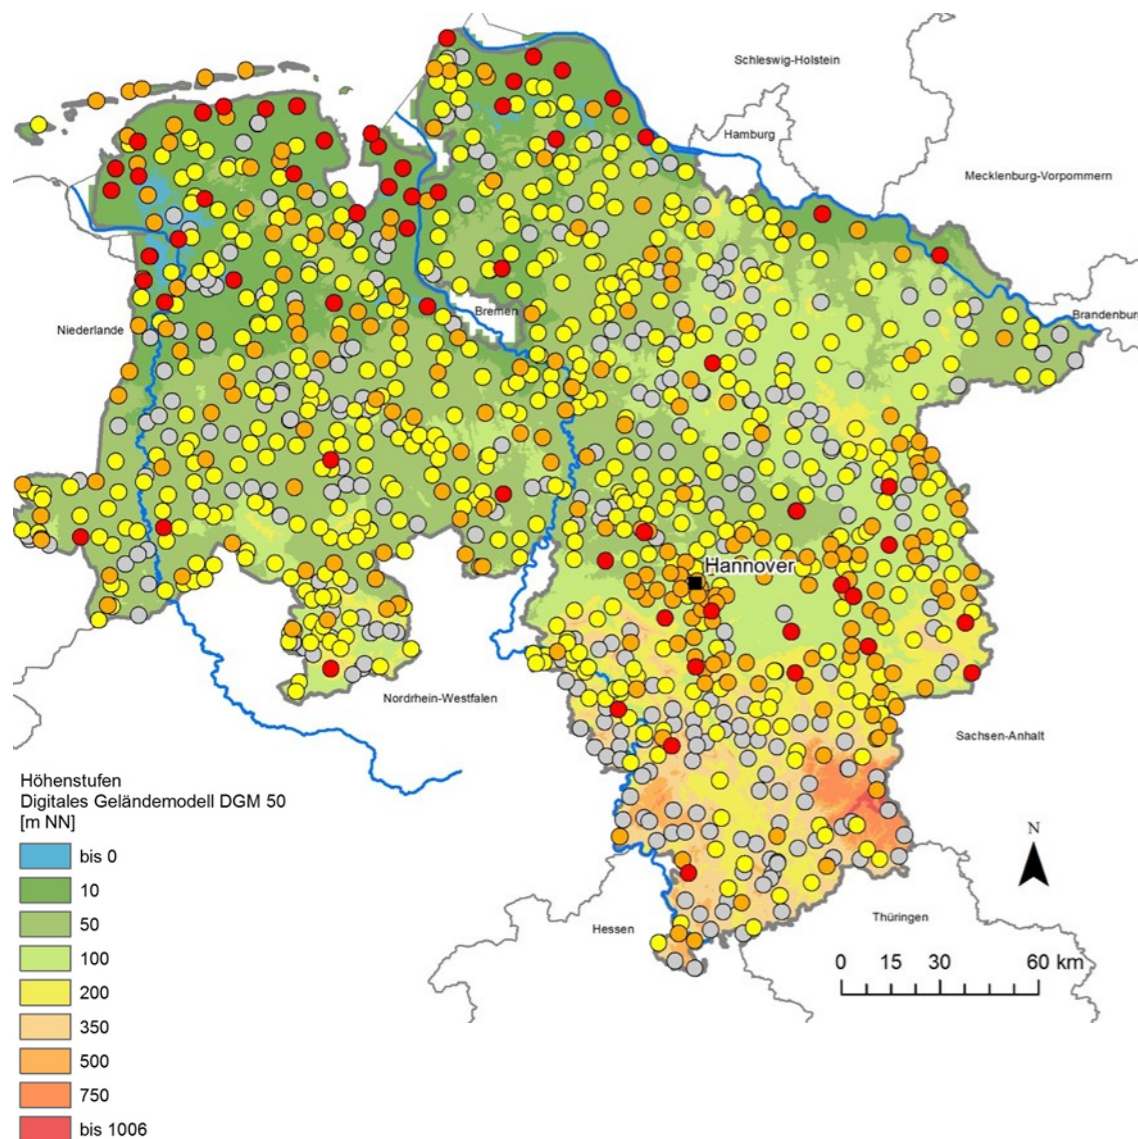 Schleswig-Holstein
Hamburg
Mecklenburg-Vorpommern
Niederlande
Bremen
Brandenburg
Hannover
Nordrhein-Westfalen
Sachsen-Anhalt
Höhenstufen
Digitales Geländemodell DGM 50
[m NN]
bis 0
10
50
100
200
350
500
750
bis 1006
N
Hessen
Thüringen
0 15 30 60 km